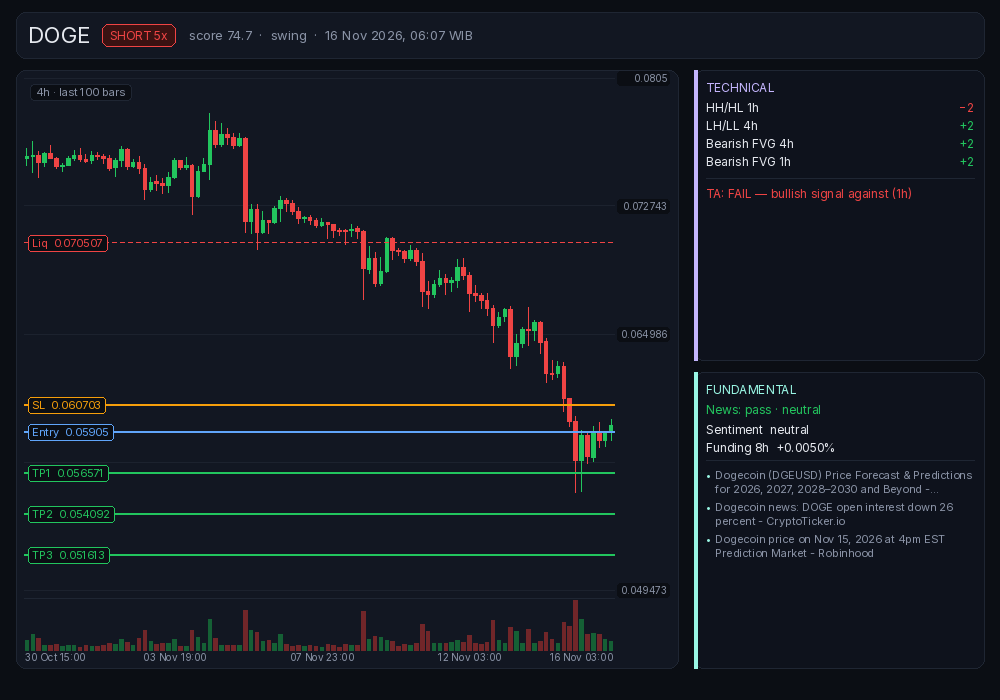 DOGE SHORT 5x score 74.7 · swing · 16 Nov 2026, 06:07 WIB
4h · last 100 bars
0.0805
0.072743
Liq 0.070507
0.064986
SL 0.060703
Entry 0.05905
TP1 0.056571
TP2 0.054092
TP3 0.051613
0.049473
30 Oct 15:00 03 Nov 19:00 07 Nov 23:00 12 Nov 03:00 16 Nov 03:00
TECHNICAL
HH/HL 1h −2
LH/LL 4h +2
Bearish FVG 4h +2
Bearish FVG 1h +2
TA: FAIL — bullish signal against (1h)
FUNDAMENTAL
News: pass · neutral
Sentiment neutral
Funding 8h +0.0050%
• Dogecoin (DGEUSD) Price Forecast & Predictions
for 2026, 2027, 2028–2030 and Beyond -...
• Dogecoin news: DOGE open interest down 26
percent - CryptoTicker.io
• Dogecoin price on Nov 15, 2026 at 4pm EST
Prediction Market - Robinhood